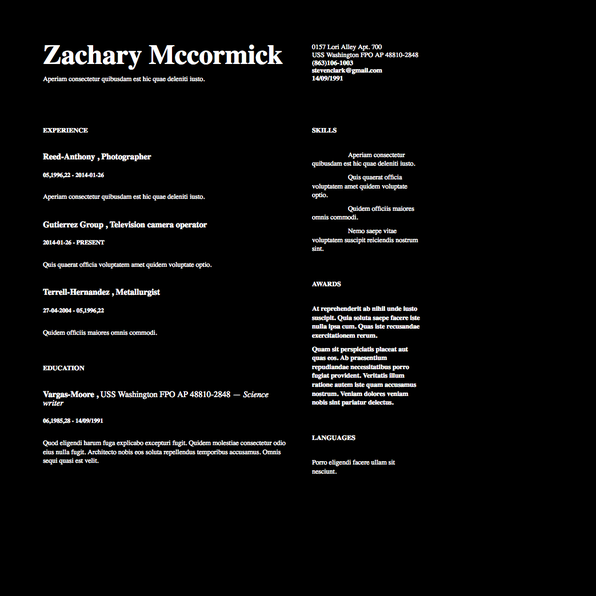 Zachary Mccormick
Aperiam consectetur quibusdam est hic quae deleniti iusto.
0157 Lori Alley Apt. 700
USS Washington FPO AP 48810-2848
(863)106-1003
stevenclark@gmail.com
14/09/1991
EXPERIENCE
Reed-Anthony , Photographer
05,1996,22 - 2014-01-26
Aperiam consectetur quibusdam est hic quae deleniti iusto.
Gutierrez Group , Television camera operator
2014-01-26 - PRESENT
Quis quaerat officia voluptatem amet quidem voluptate optio.
Terrell-Hernandez , Metallurgist
27-04-2004 - 05,1996,22
Quidem officiis maiores omnis commodi.
EDUCATION
Vargas-Moore , USS Washington FPO AP 48810-2848 — Science
writer
06,1985,28 - 14/09/1991
Quod eligendi harum fuga explicabo excepturi fugit. Quidem molestiae consectetur odio
eius nulla fugit. Architecto nobis eos soluta repellendus temporibus accusamus. Omnis
sequi quasi est velit.
SKILLS
Aperiam consectetur
quibusdam est hic quae deleniti iusto.
Quis quaerat officia
voluptatem amet quidem voluptate
optio.
Quidem officiis maiores
omnis commodi.
Nemo saepe vitae
voluptatem suscipit reiciendis nostrum
sint.
AWARDS
At reprehenderit ab nihil unde iusto
suscipit. Quia soluta saepe facere iste
nulla ipsa cum. Quas iste recusandae
exercitationem rerum.
Quam sit perspiciatis placeat aut
quas eos. Ab praesentium
repudiandae necessitatibus porro
fugiat provident. Veritatis illum
ratione autem iste quam accusamus
nostrum. Veniam dolores veniam
nobis sint pariatur delectus.
LANGUAGES
Porro eligendi facere ullam sit
nesciunt.